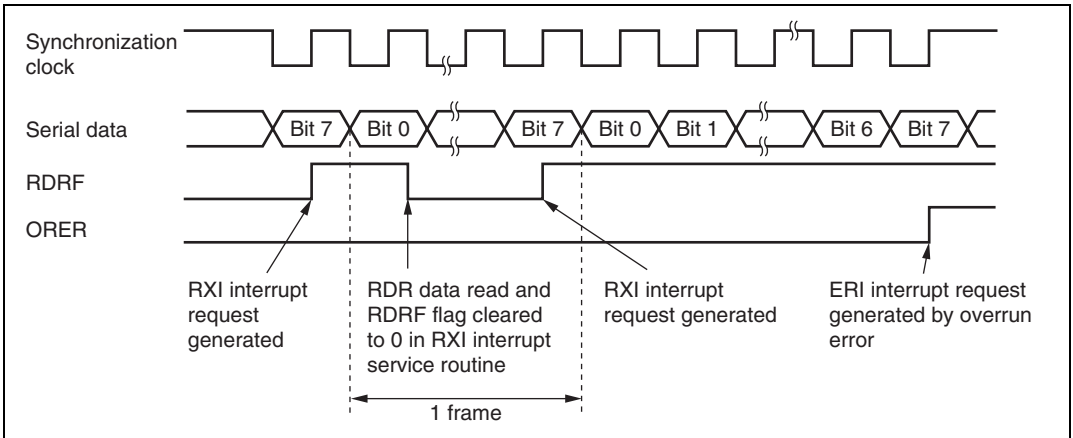 Synchronization
clock
Serial data
Bit 7
Bit 0
Bit 7
Bit 0
Bit 1
Bit 6
Bit 7
RDRF
ORER
RXI interrupt
request
generated
RDR data read and
RDRF flag cleared
to 0 in RXI interrupt
service routine
RXI interrupt
request generated
ERI interrupt request
generated by overrun
error
1 frame